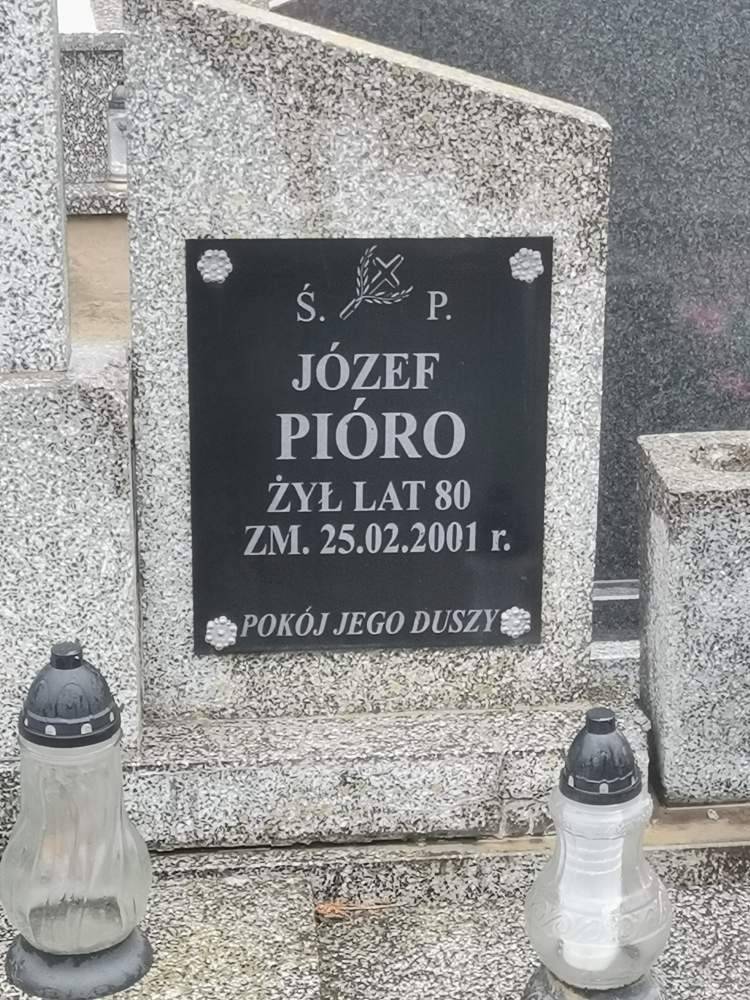 Ś. P.
JÓZEF
PIÓRO
ŻYŁ LAT 80
ZM. 25.02.2001 r.
POKÓJ JEGO DUSZY